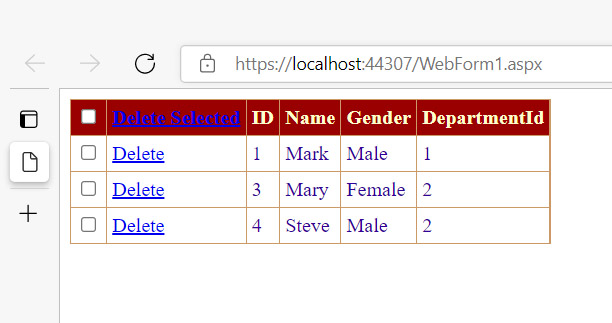 https://localhost:44307/WebForm1.aspx
Delete Selected ID Name Gender DepartmentId
Delete 1 Mark Male 1
Delete 3 Mary Female 2
Delete 4 Steve Male 2